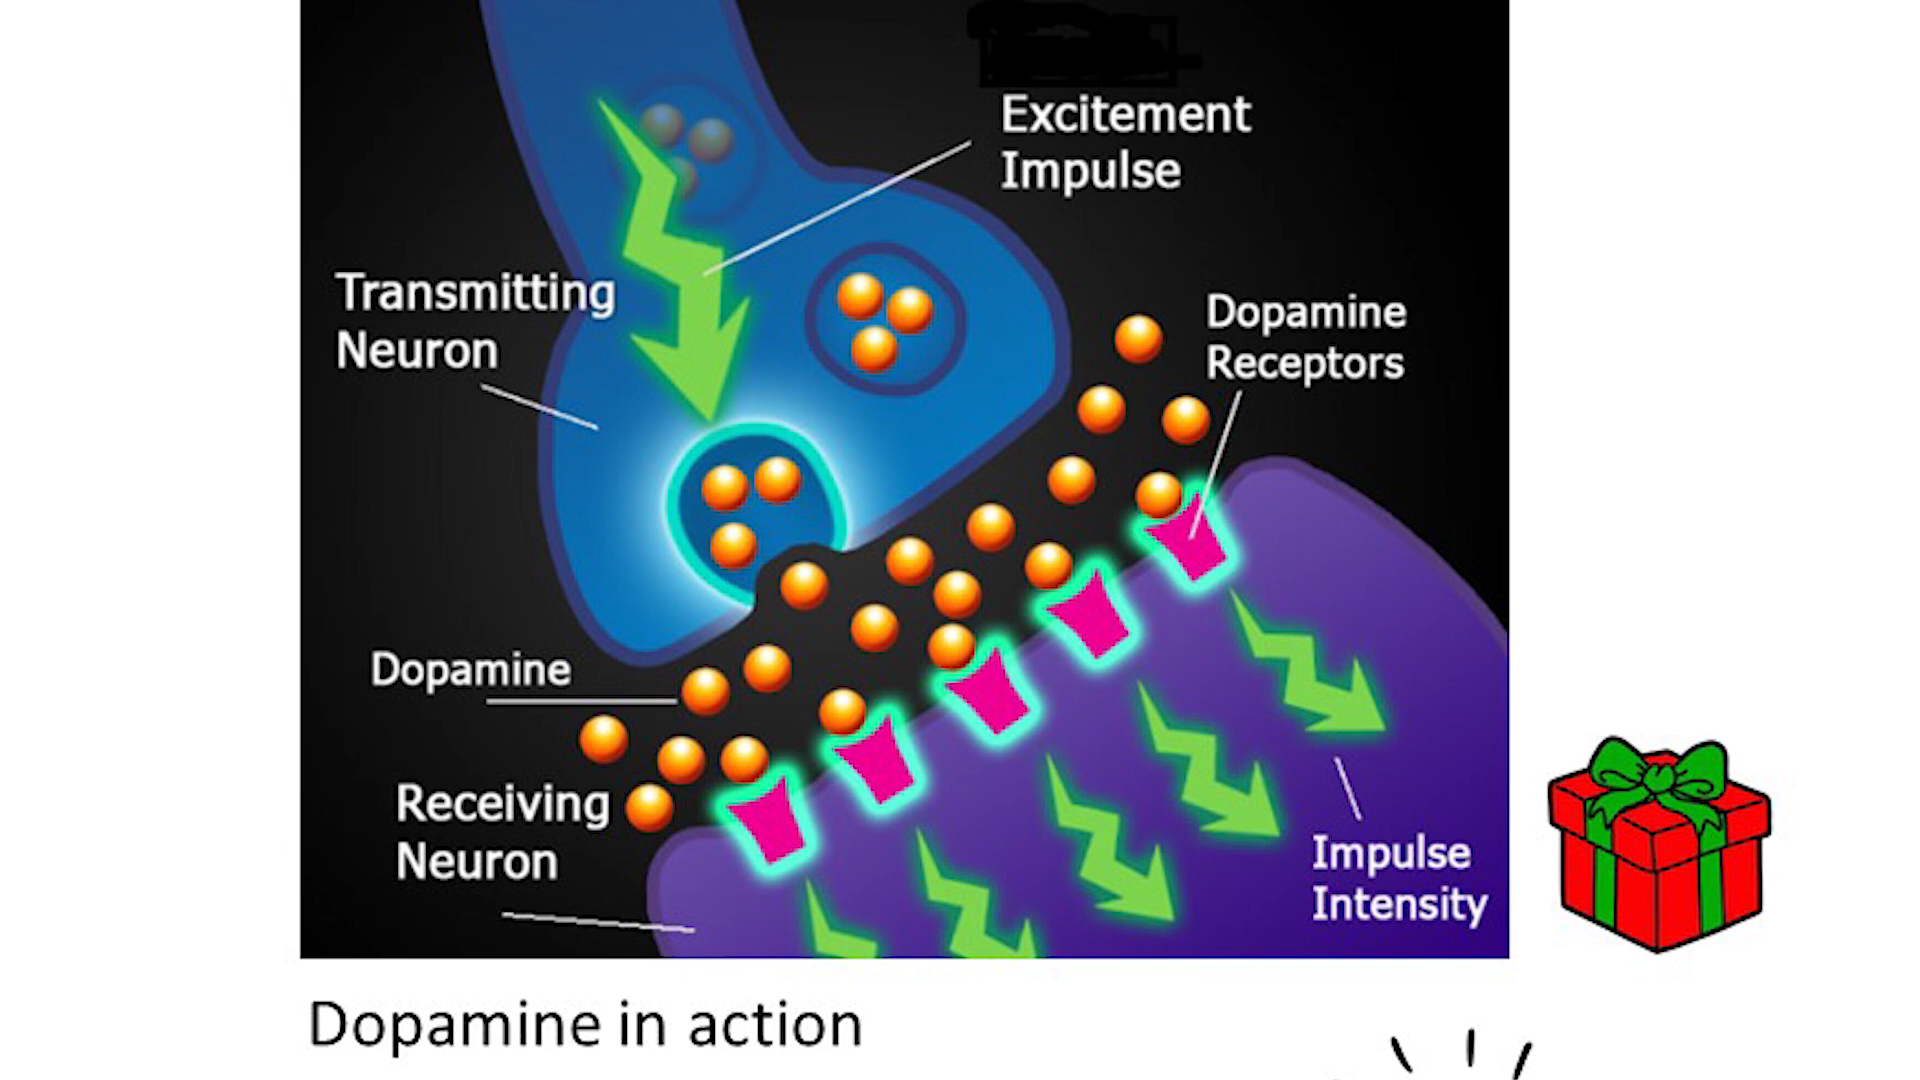 Excitement
Impulse
Transmitting
Neuron
Dopamine
Receptors
Dopamine
Receiving
Neuron
Impulse
Intensity
Dopamine in action